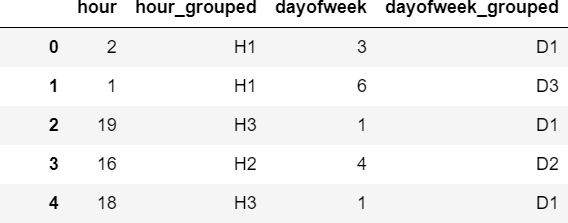 hour hour_grouped dayofweek dayofweek_grouped
0 2 H1 3 D1
1 1 H1 6 D3
2 19 H3 1 D1
3 16 H2 4 D2
4 18 H3 1 D1